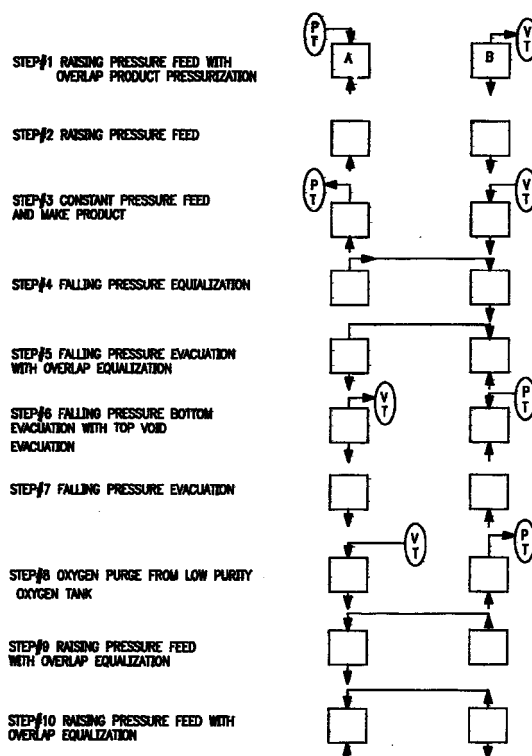 P T
STEP#1 RAISING PRESSURE FEED WITH
OVERLAP PRODUCT PRESSURIZATION
A
B
V T
STEP#2 RAISING PRESSURE FEED
STEP#3 CONSTANT PRESSURE FEED
AND MAKE PRODUCT
P T
V T
STEP#4 FALLING PRESSURE EQUIALIZATION
STEP#5 FALLING PRESSURE EVACUATION
WITH OVERLAP EQUALIZATION
STEP#6 FALLING PRESSURE BOTTOM
EVACUATION WITH TOP VOID
EVACUATION
V T
P T
STEP#7 FALLING PRESSURE EVACUATION
STEP#8 OXYGEN PURGE FROM LOW PURITY
OXYGEN TANK
V T
P T
STEP#9 RAISING PRESSURE FEED
WITH OVERLAP EQUALIZATION
STEP#10 RAISING PRESSURE FEED WITH
OVERLAP EQUALIZATION